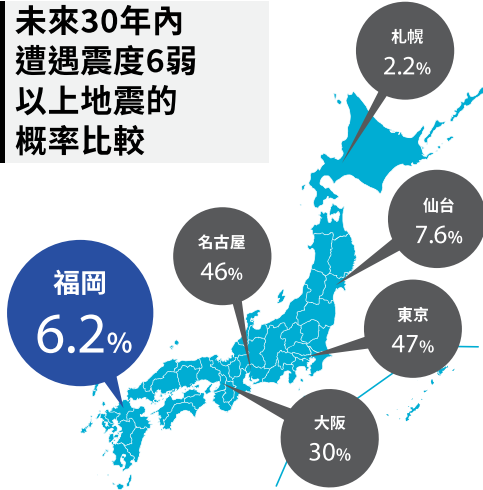 未來30年內
遭遇震度6弱
以上地震的
概率比較
札幌
2.2%
仙台
7.6%
名古屋
46%
福岡
6.2%
東京
47%
大阪
30%